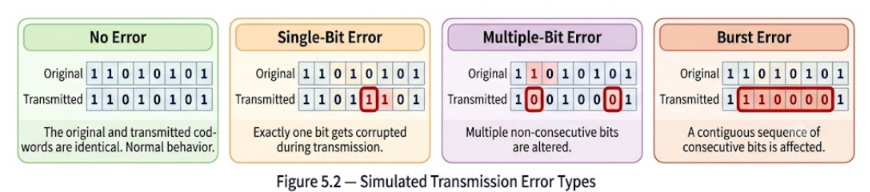 No Error
Original 1 1 0 1 0 1 0 1
Transmitted 1 1 0 1 0 1 0 1
The original and transmitted cod-
words are identical. Normal behavior.
Single-Bit Error
Original 1 1 0 1 0 1 0 1
Transmitted 1 1 0 1 1 1 0 1
Exactly one bit gets corrupted
during transmission.
Multiple-Bit Error
Original 1 1 0 1 0 1 0 1
Transmitted 1 0 0 1 0 0 0 1
Multiple non-consecutive bits
are altered.
Burst Error
Original 1 1 0 1 0 1 0 1
Transmitted 1 1 1 0 0 0 0 1
A contiguous sequence of
consecutive bits is affected.
Figure 5.2 — Simulated Transmission Error Types